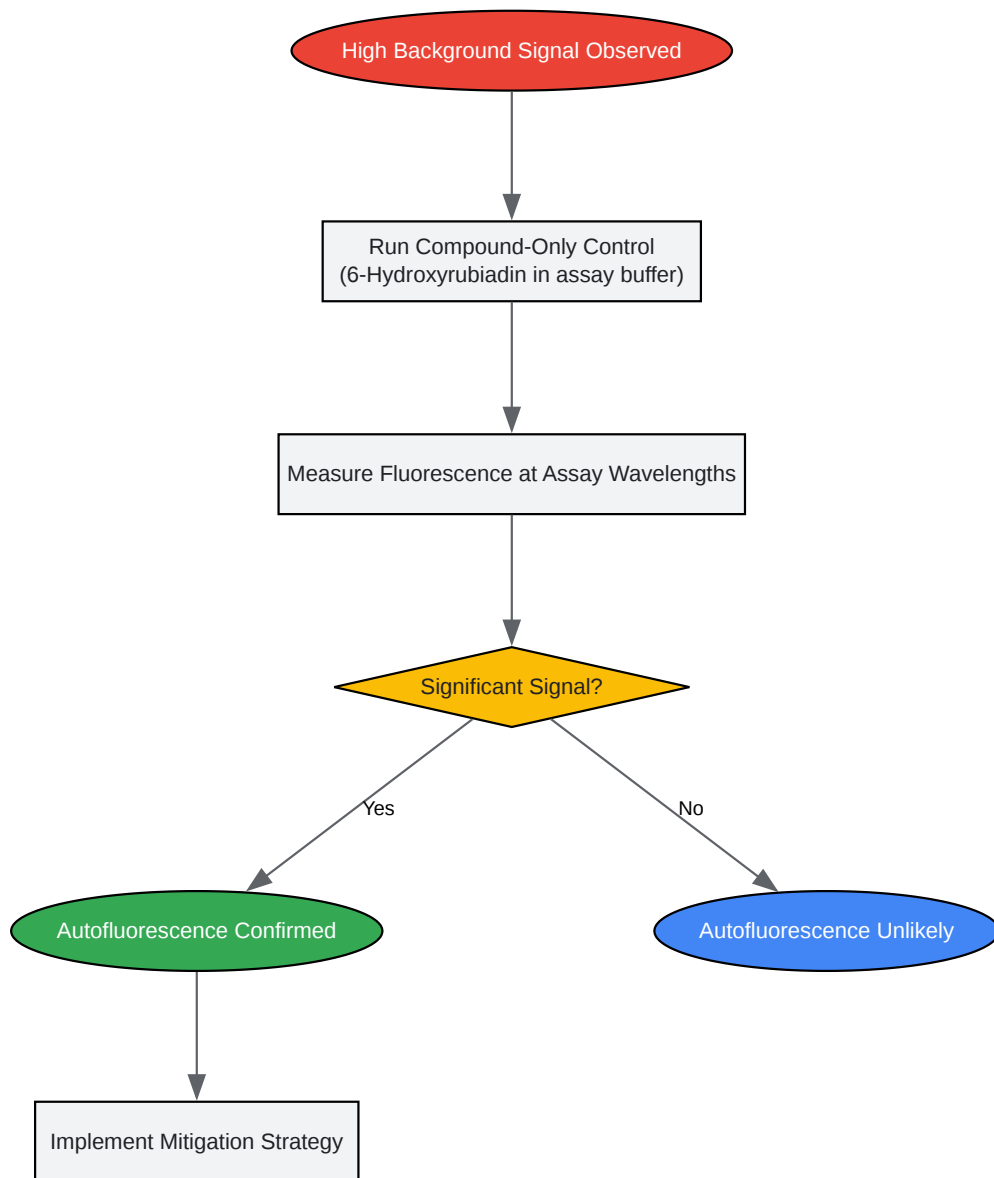 High Background Signal Observed
Run Compound-Only Control
(6-Hydroxyrubiadin in assay buffer)
Measure Fluorescence at Assay Wavelengths
Significant Signal?
Yes
No
Autofluorescence Confirmed
Autofluorescence Unlikely
Implement Mitigation Strategy